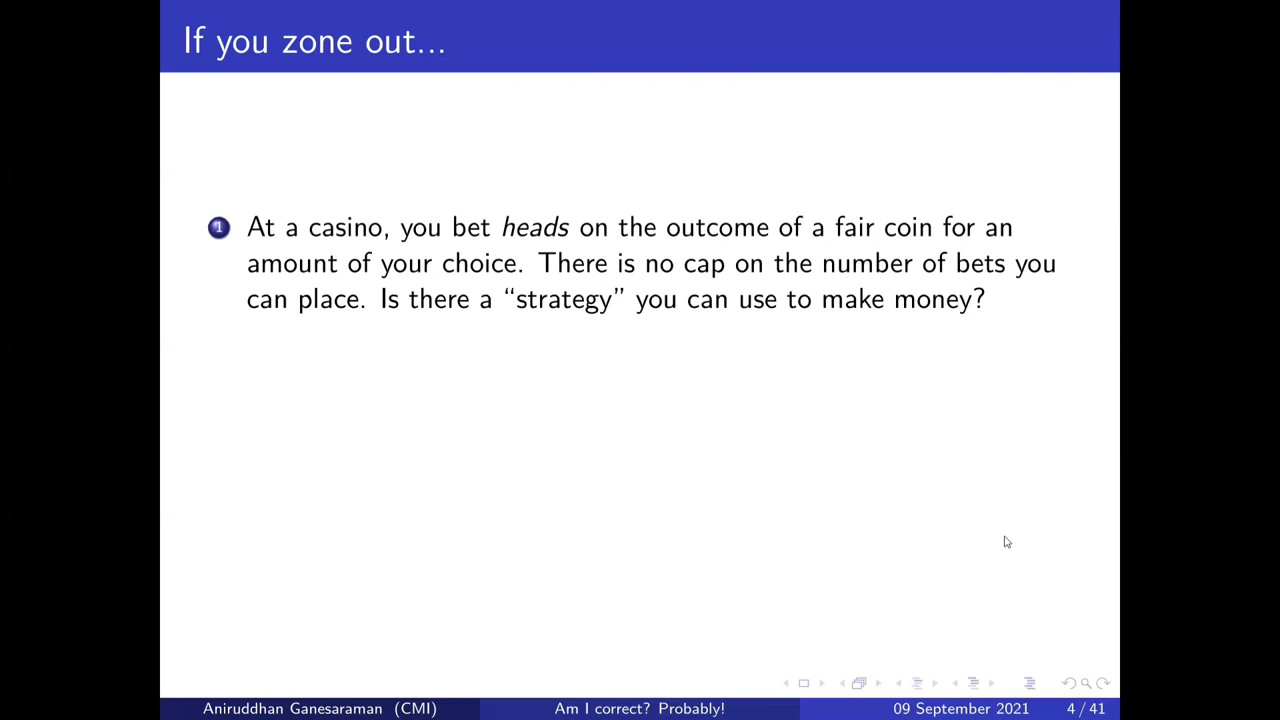 If you zone out...
1 At a casino, you bet heads on the outcome of a fair coin for an
amount of your choice. There is no cap on the number of bets you
can place. Is there a “strategy” you can use to make money?
Aniruddhan Ganesaraman (CMI) Am I correct? Probably! 09 September 2021 4 / 41